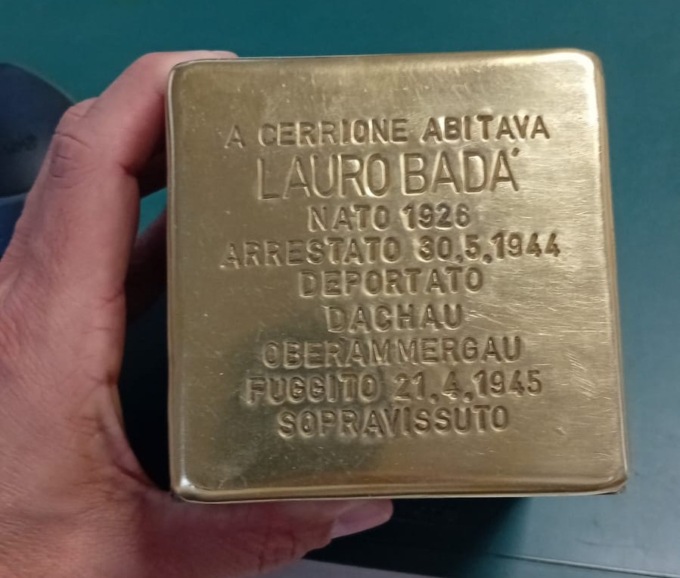 A CERRIONE ABITAVA
LAURO BADA'
NATO 1926
ARRESTATO 30.5.1944
DEPORTATO
DACHAU
OBERAMMERGAU
FUGGITO 21.4.1945
SOPRAVISSUTO